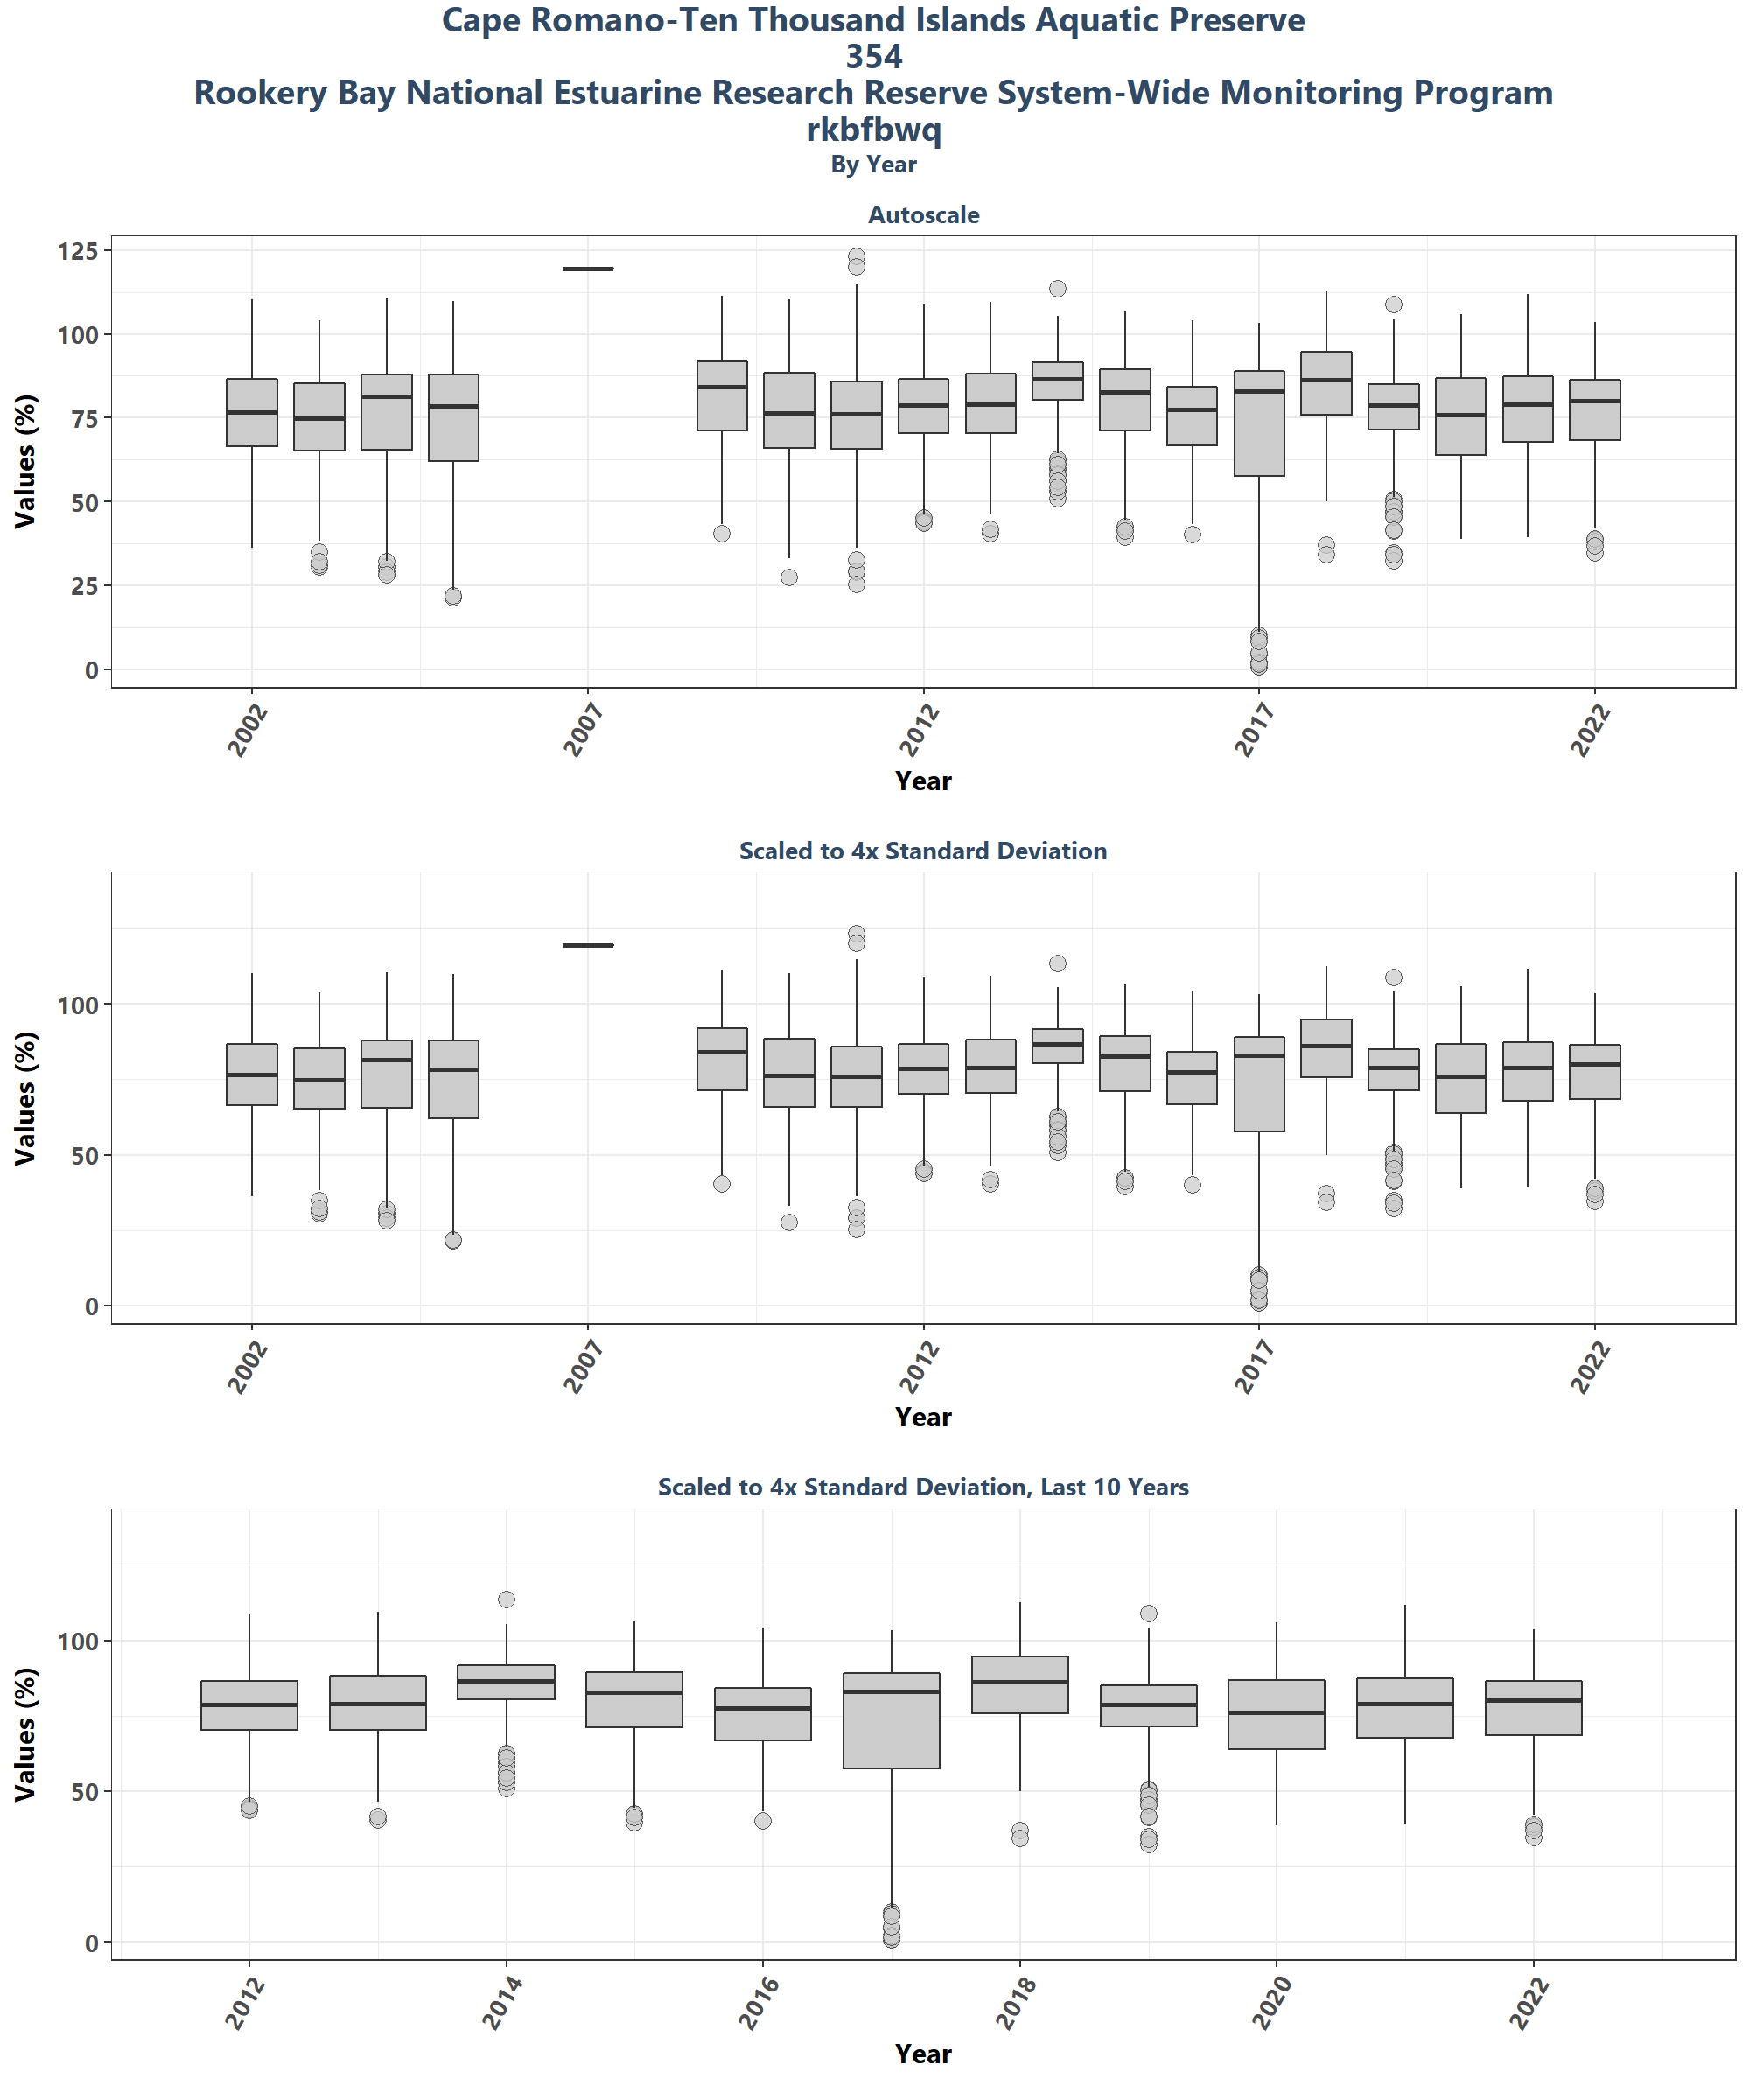 Cape Romano-Ten Thousand Islands Aquatic Preserve
354
Rookery Bay National Estuarine Research Reserve System-Wide Monitoring Program
rkbfbwq
By Year
Autoscale
Values (%)
125
100
75
50
25
0
2002
2007
2012
2017
2022
Year
Scaled to 4x Standard Deviation
Values (%)
100
50
0
2002
2007
2012
2017
2022
Year
Scaled to 4x Standard Deviation, Last 10 Years
Values (%)
100
50
0
2012
2014
2016
2018
2020
2022
Year